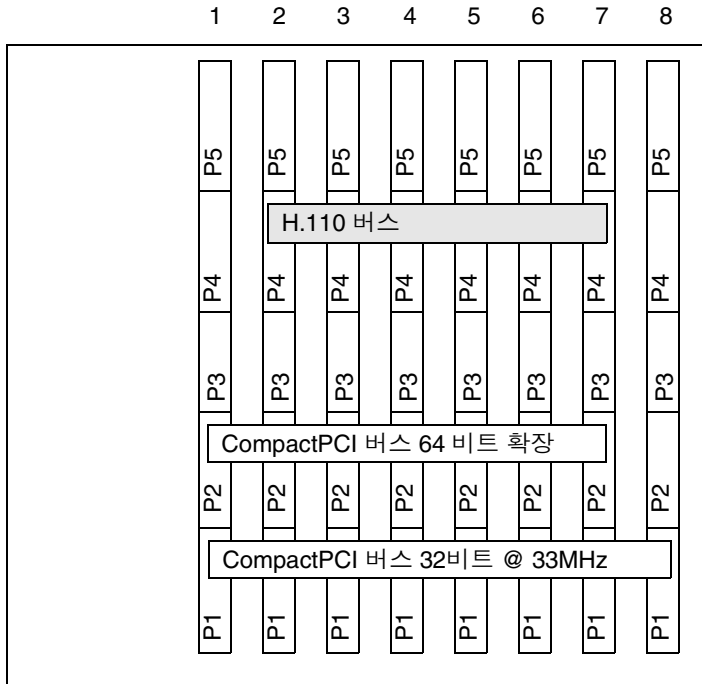 1 2 3 4 5 6 7 8
P5 P5 P5 P5 P5 P5 P5 P5
H.110 버스
P4 P4 P4 P4 P4 P4 P4 P4
P3 P3 P3 P3 P3 P3 P3
CompactPCI 버스 64 비트 확장
P2 P2 P2 P2 P2 P2 P2 P2
CompactPCI 버스 32비트 @ 33MHz
P1 P1 P1 P1 P1 P1 P1 P1